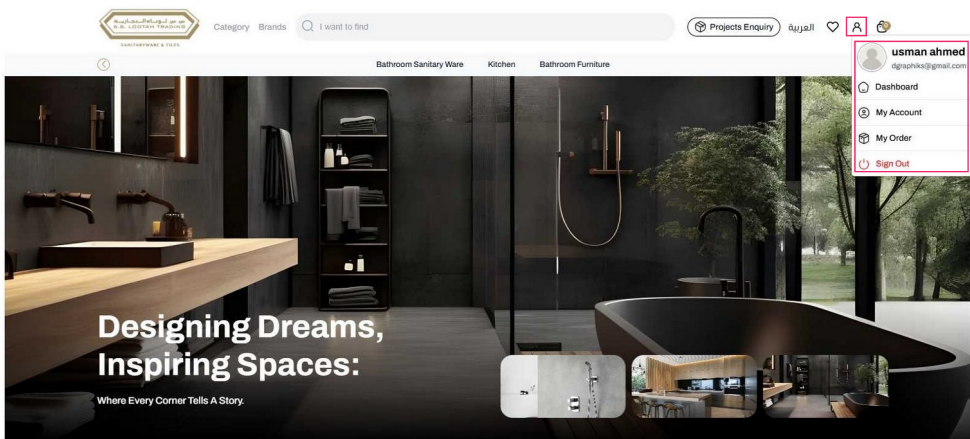 س.س. لوتاه التجارية
S.S. LOOTAH TRADING
SANITARYWARE & TILES
Category Brands I want to find Projects Enquiry العربية
usman ahmed
dgraphiks@gmail.com
Bathroom Sanitary Ware Kitchen Bathroom Furniture
Dashboard
My Account
My Order
Sign Out
Designing Dreams,
Inspiring Spaces:
Where Every Corner Tells A Story.